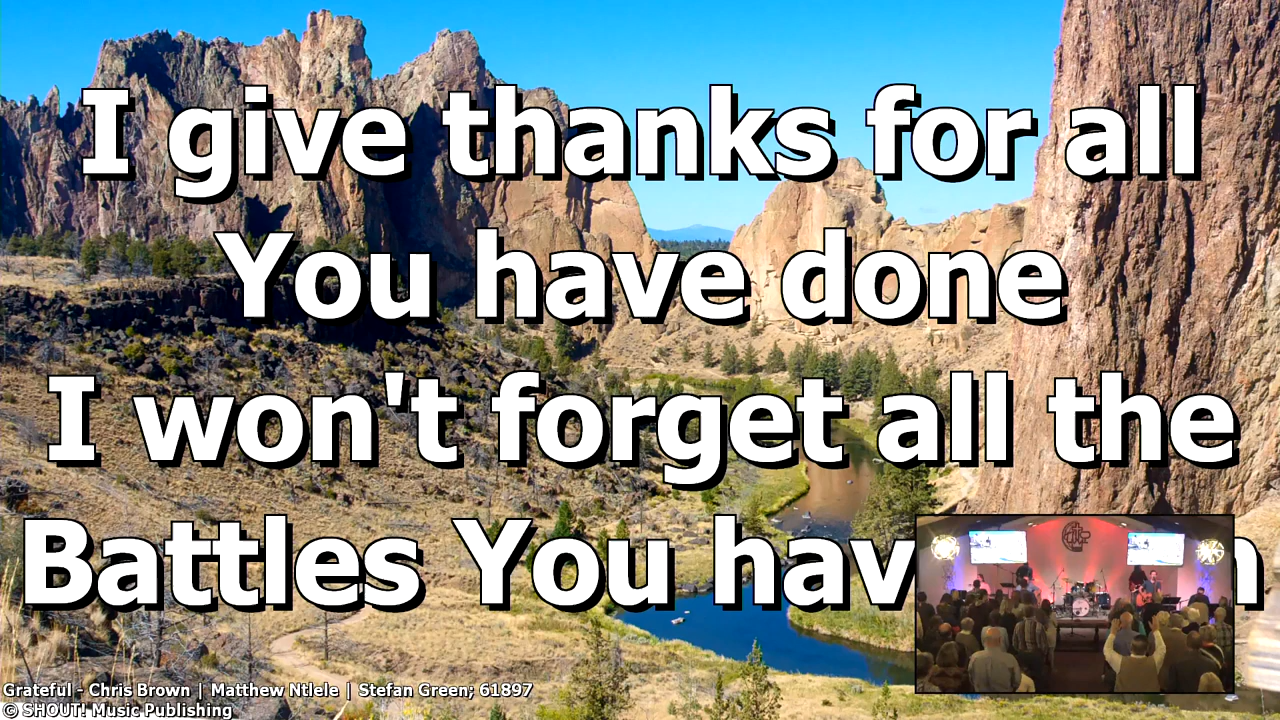 I give thanks for all
You have done
I won't forget all the
Battles You hav n
Grateful - Chris Brown | Matthew Ntlele | Stefan Green; 61897
© SHOUT! Music Publishing